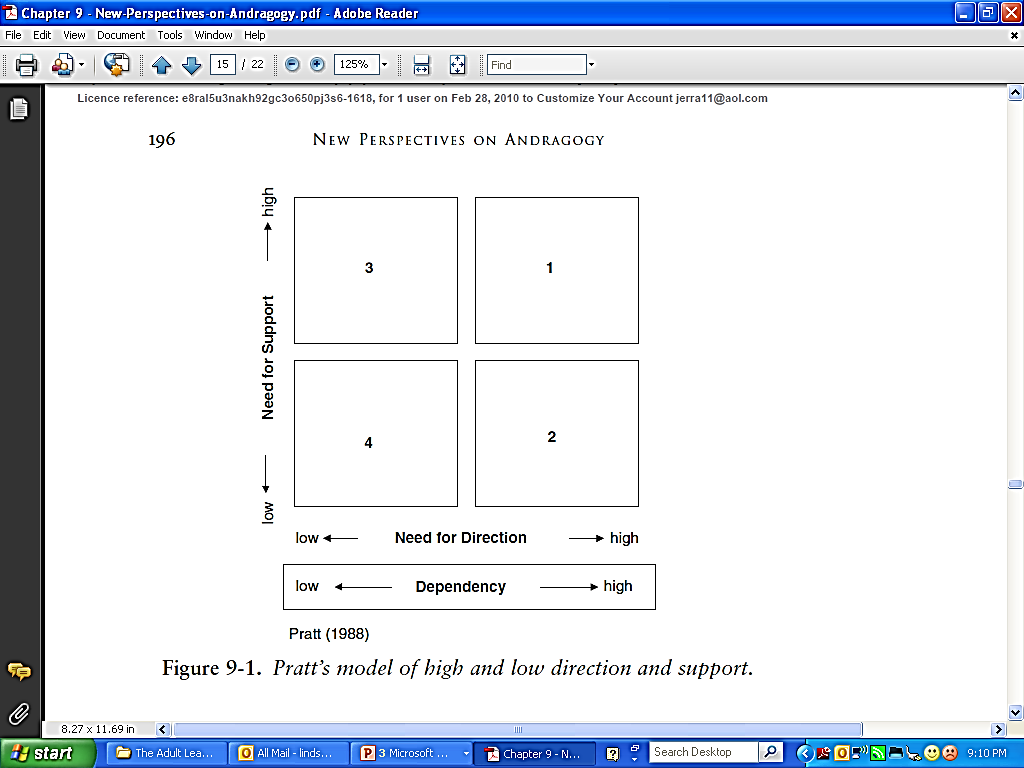 Chapter 9 - New-Perspectives-on-Andragogy.pdf - Adobe Reader
File Edit View Document Tools Window Help
15 / 22 125% Find
Licence reference: e8ral5u3nakh92gc3o650pj3s6-1618, for 1 user on Feb 28, 2010 to Customize Your Account jerra11@aol.com
196 New Perspectives on Andragogy
high
Need for Support
low
3 1
4 2
low Need for Direction high
low Dependency high
Pratt (1988)
Figure 9-1. Pratt's model of high and low direction and support.
8.27 x 11.69 in
start The Adult Lea... All Mail - linds... 3 Microsoft ... Chapter 9 - N... Search Desktop 9:10 PM